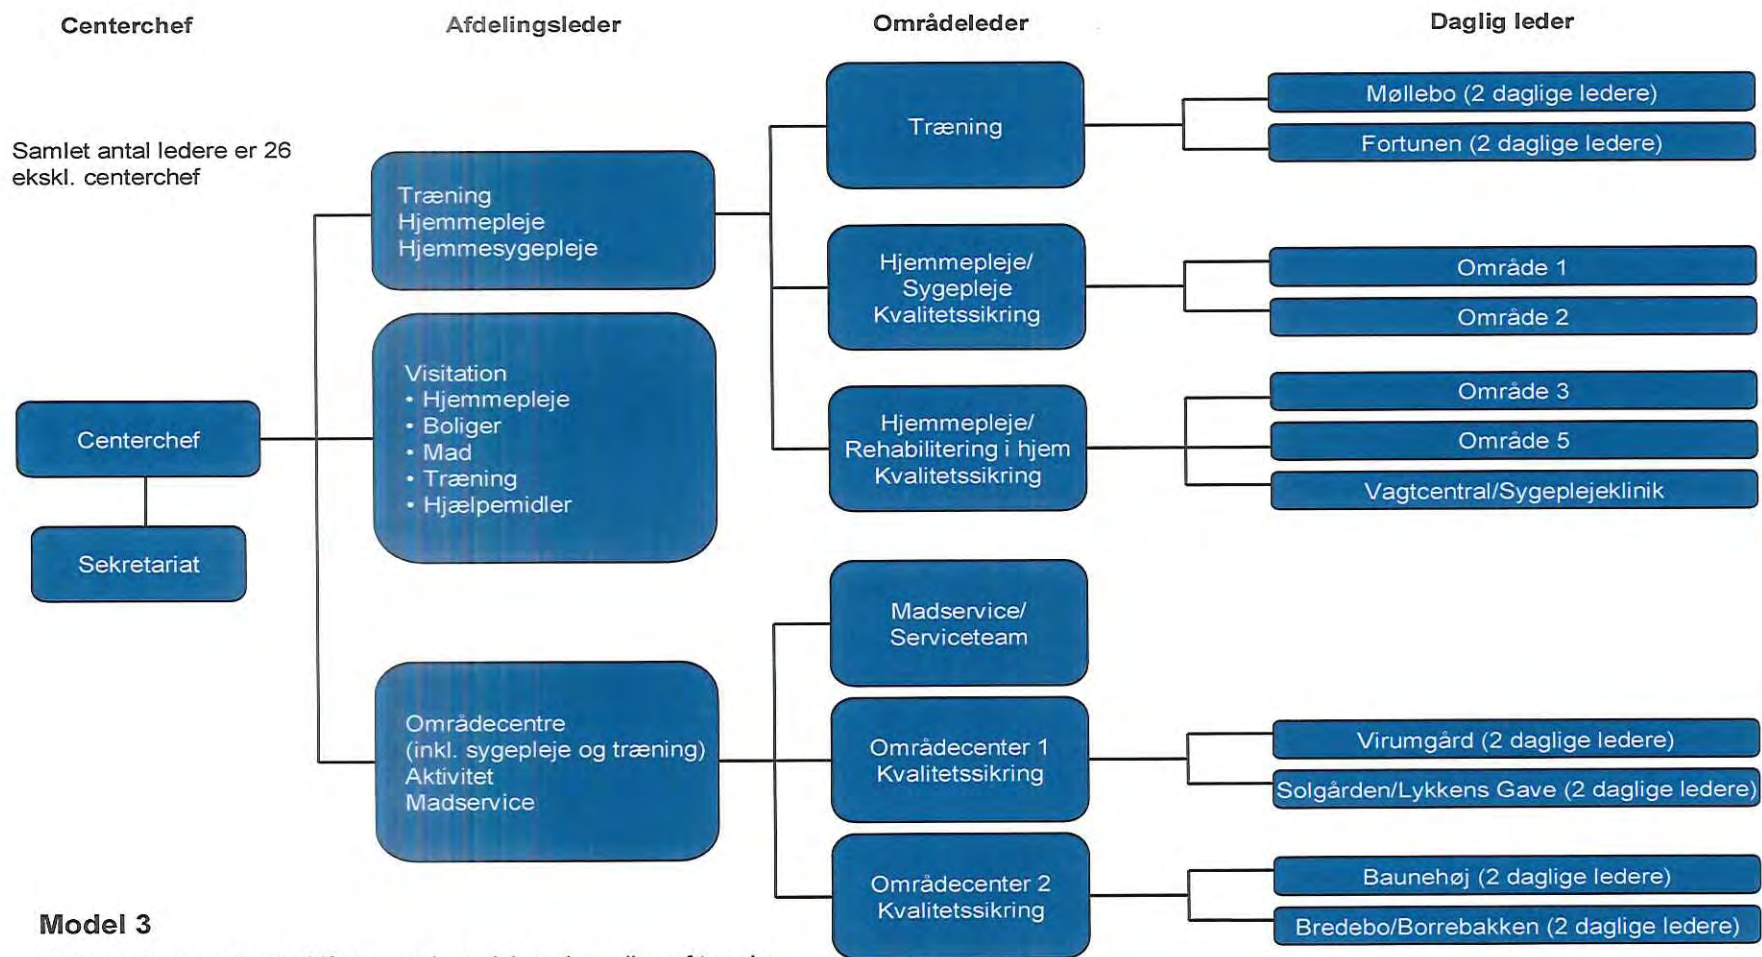 Centerchef
Afdelingsleder
Områdeleder
Daglig leder
Samlet antal ledere er 26
ekskl. centerchef
Centerchef
Sekretariat
Træning
Hjemmepleje
Hjemmesygepleje
Visitation
• Hjemmepleje
• Boliger
• Mad
• Træning
• Hjælpemidler
Områdecentre
(inkl. sygepleje og træning)
Aktivitet
Madservice
Træning
Hjemmepleje/
Sygepleje
Kvalitetssikring
Hjemmepleje/
Rehabilitering i hjem
Kvalitetssikring
Madservice/
Serviceteam
Områdecenter 1
Kvalitetssikring
Områdecenter 2
Kvalitetssikring
Møllebo (2 daglige ledere)
Fortunen (2 daglige ledere)
Område 1
Område 2
Område 3
Område 5
Vagtcentral/Sygeplejeklinik
Virumgård (2 daglige ledere)
Solgården/Lykkens Gave (2 daglige ledere)
Baunehøj (2 daglige ledere)
Bredebo/Borrebakken (2 daglige ledere)
Model 3